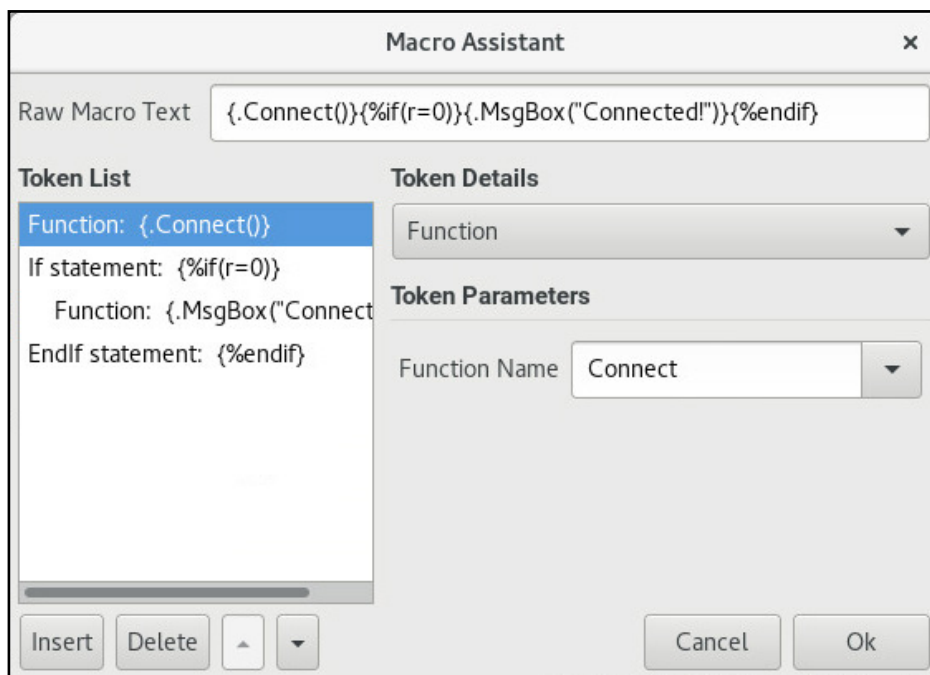 Macro Assistant ×
Raw Macro Text {.Connect()}{%if(r=0)}{.MsgBox("Connected!")}{%endif}
Token List
Function: {.Connect()}
If statement: {%if(r=0)}
Function: {.MsgBox("Connect
EndIf statement: {%endif}
Token Details
Function
Token Parameters
Function Name Connect
Insert Delete Cancel Ok